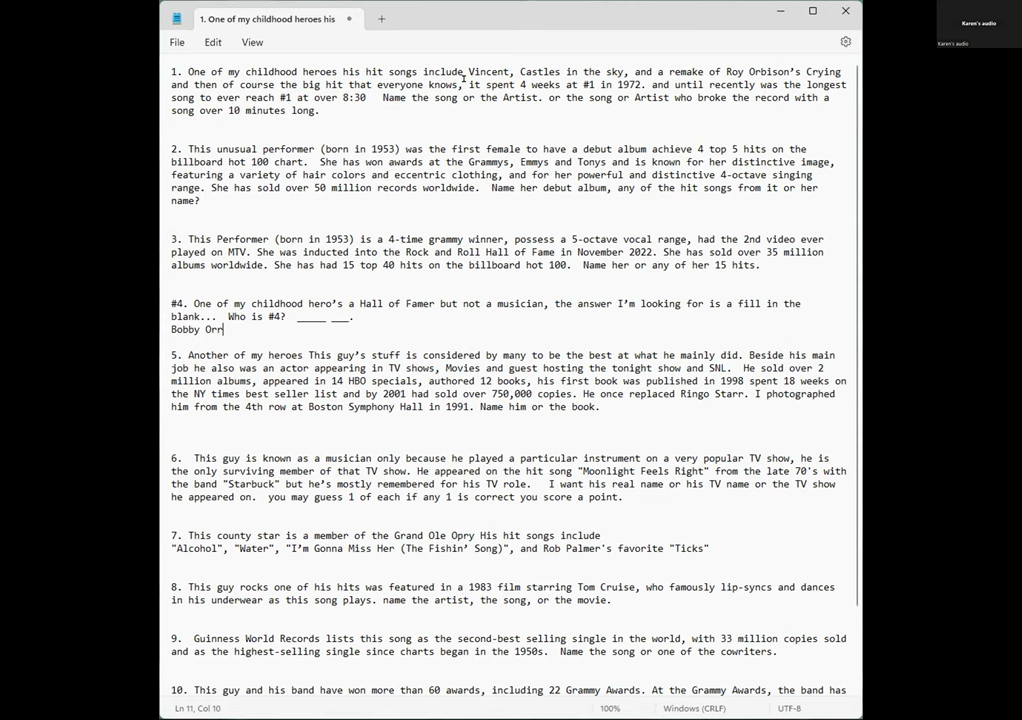 1. One of my childhood heroes his
Karen's audio
Karen's audio
File Edit View
1. One of my childhood heroes his hit songs include Vincent, Castles in the sky, and a remake of Roy Orbison's Crying
and then of course the big hit that everyone knows, it spent 4 weeks at #1 in 1972. and until recently was the longest
song to ever reach #1 at over 8:30 Name the song or the Artist. or the song or Artist who broke the record with a
song over 10 minutes long.
2. This unusual performer (born in 1953) was the first female to have a debut album achieve 4 top 5 hits on the
billboard hot 100 chart. She has won awards at the Grammys, Emmys and Tonys and is known for her distinctive image,
featuring a variety of hair colors and eccentric clothing, and for her powerful and distinctive 4-octave singing
range. She has sold over 50 million records worldwide. Name her debut album, any of the hit songs from it or her
name?
3. This Performer (born in 1953) is a 4-time grammy winner, possess a 5-octave vocal range, had the 2nd video ever
played on MTV. She was inducted into the Rock and Roll Hall of Fame in November 2022. She has sold over 35 million
albums worldwide. She has had 15 top 40 hits on the billboard hot 100. Name her or any of her 15 hits.
#4. One of my childhood hero's a Hall of Famer but not a musician, the answer I'm looking for is a fill in the
blank... Who is #4? _____ ___.
Bobby Orr
5. Another of my heroes This guy's stuff is considered by many to be the best at what he mainly did. Beside his main
job he also was an actor appearing in TV shows, Movies and guest hosting the tonight show and SNL. He sold over 2
million albums, appeared in 14 HBO specials, authored 12 books, his first book was published in 1998 spent 18 weeks on
the NY times best seller list and by 2001 had sold over 750,000 copies. He once replaced Ringo Starr. I photographed
him from the 4th row at Boston Symphony Hall in 1991. Name him or the book.
6. This guy is known as a musician only because he played a particular instrument on a very popular TV show, he is
the only surviving member of that TV show. He appeared on the hit song "Moonlight Feels Right" from the late 70's with
the band "Starbuck" but he's mostly remembered for his TV role. I want his real name or his TV name or the TV show
he appeared on. you may guess 1 of each if any 1 is correct you score a point.
7. This county star is a member of the Grand Ole Opry His hit songs include
"Alcohol", "Water", "I'm Gonna Miss Her (The Fishin' Song)", and Rob Palmer's favorite "Ticks"
8. This guy rocks one of his hits was featured in a 1983 film starring Tom Cruise, who famously lip-syncs and dances
in his underwear as this song plays. name the artist, the song, or the movie.
9. Guinness World Records lists this song as the second-best selling single in the world, with 33 million copies sold
and as the highest-selling single since charts began in the 1950s. Name the song or one of the cowriters.
10. This guy and his band have won more than 60 awards, including 22 Grammy Awards. At the Grammy Awards, the band has
Ln 11, Col 10 100% Windows (CRLF) UTF-8